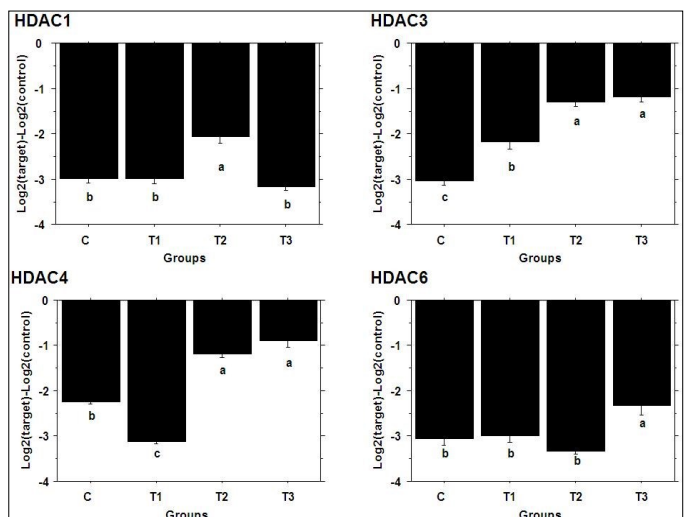 HDAC1
HDAC3
0
-1
-2
-3
-4
Log2(target)-Log2(control)
b
b
a
b
C T1 T2 T3
Groups
0
-1
-2
-3
-4
Log2(target)-Log2(control)
c
b
a
a
C T1 T2 T3
Groups
HDAC4
HDAC6
0
-1
-2
-3
-4
Log2(target)-Log2(control)
b
c
a
a
C T1 T2 T3
Groups
0
-1
-2
-3
-4
Log2(target)-Log2(control)
b
b
b
a
C T1 T2 T3
Groups